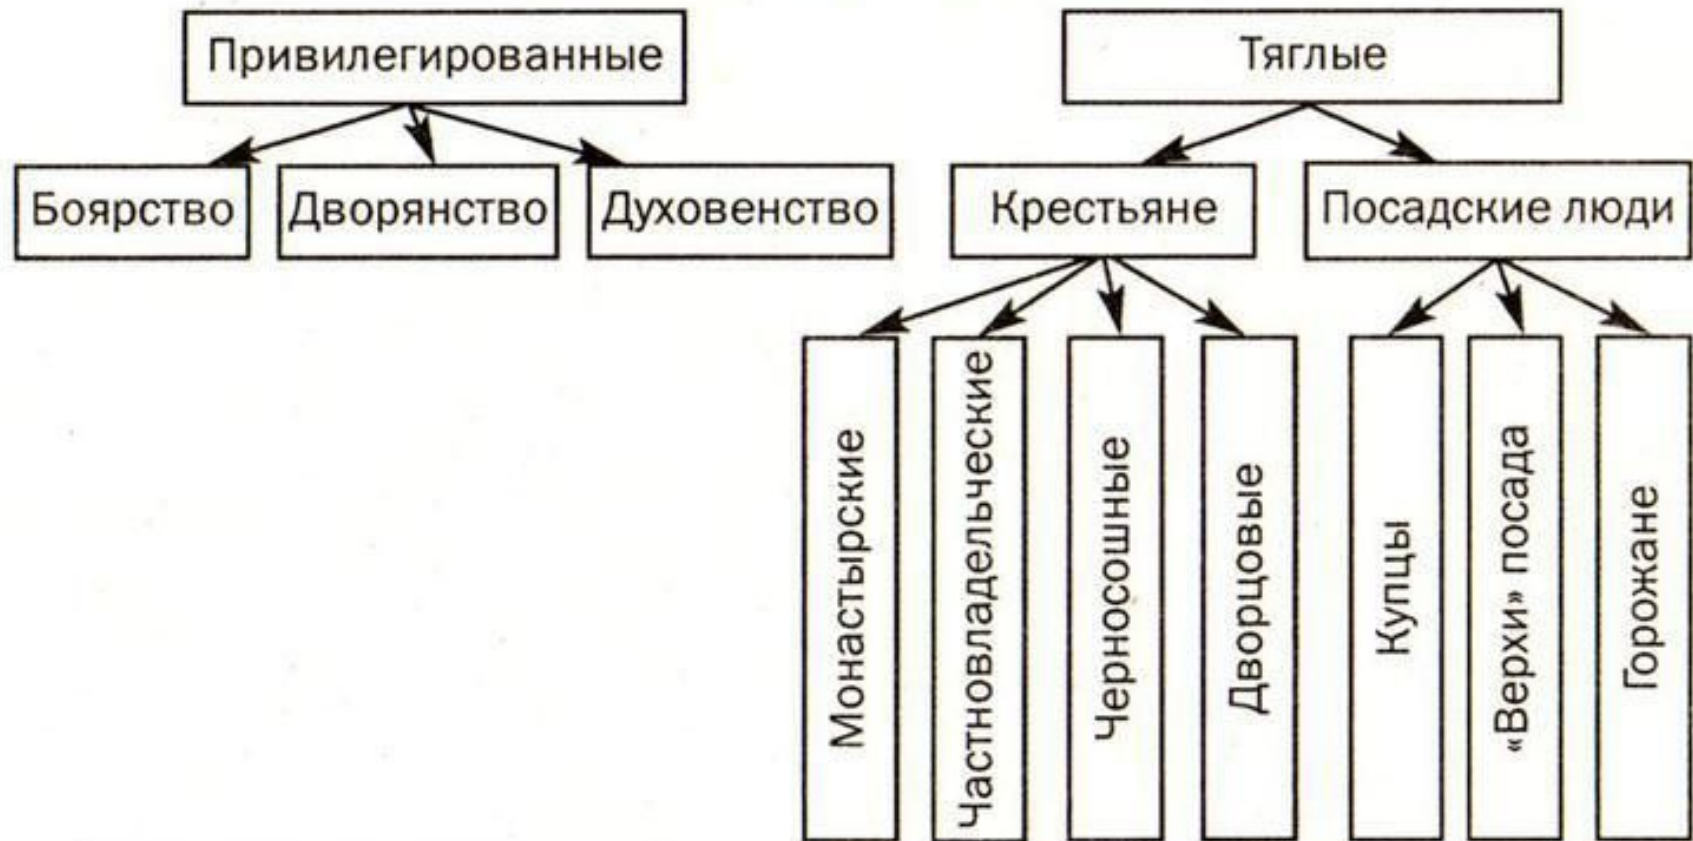 Привилегированные
Тяглые
Боярство
Дворянство
Духовенство
Крестьяне
Посадские люди
Монастырские
Частновладельческие
Черносошные
Дворцовые
Купцы
«Верхи» посада
Горожане